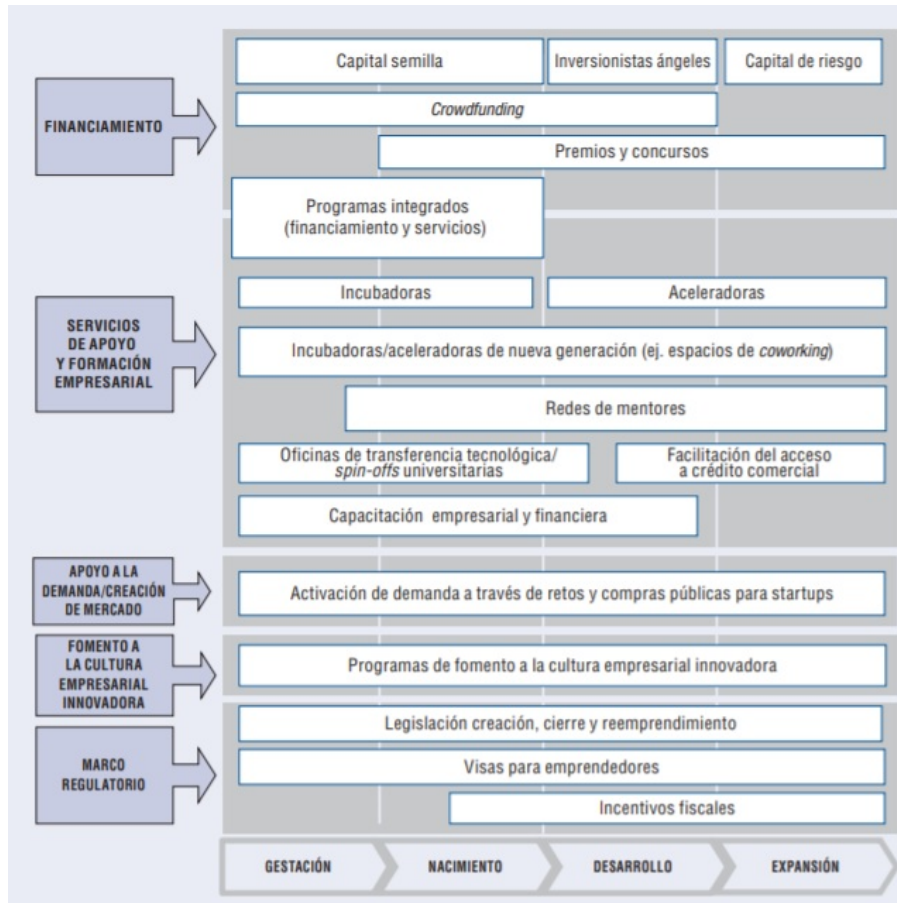 Capital semilla
Inversionistas ángeles
Capital de riesgo
FINANCIAMIENTO
Crowdfunding
Premios y concursos
Programas integrados
(financiamiento y servicios)
Incubadoras
Aceleradoras
SERVICIOS
DE APOYO
Y FORMACIÓN
EMPRESARIAL
Incubadoras/aceleradoras de nueva generación (ej. espacios de coworking)
Redes de mentores
Oficinas de transferencia tecnológica/
spin-offs universitarias
Facilitación del acceso
a crédito comercial
Capacitación empresarial y financiera
APOYO A LA
DEMANDA/CREACIÓN
DE MERCADO
Activación de demanda a través de retos y compras públicas para startups
FOMENTO A
LA CULTURA
EMPRESARIAL
INNOVADORA
Programas de fomento a la cultura empresarial innovadora
MARCO
REGULATORIO
Legislación creación, cierre y reemprendimiento
Visas para emprendedores
Incentivos fiscales
GESTACIÓN
NACIMIENTO
DESARROLLO
EXPANSIÓN